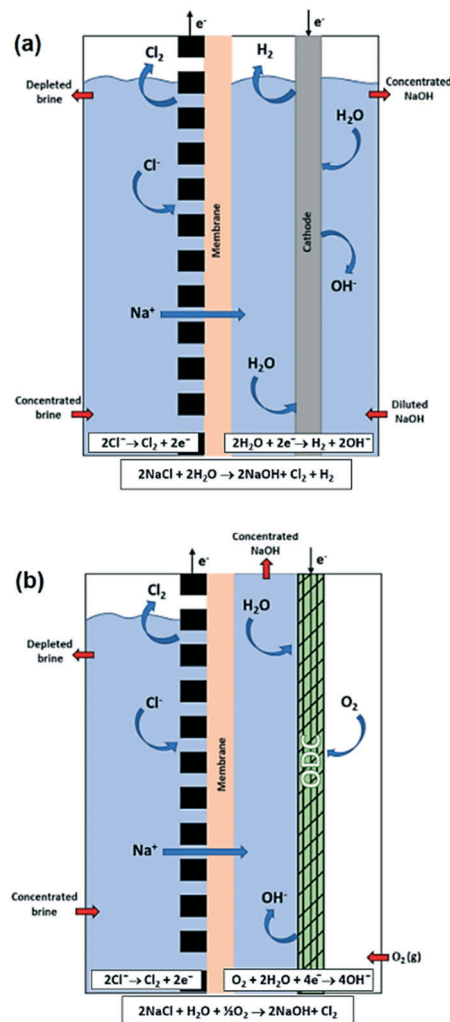 (a)
e⁻
e⁻
Cl₂
H₂
Depleted
brine
Concentrated
NaOH
H₂O
Cl⁻
Membrane
Cathode
OH⁻
Na⁺
H₂O
Concentrated
brine
Diluted
NaOH
2Cl⁻→ Cl₂ + 2e⁻
2H₂O + 2e⁻→ H₂ + 2OH⁻
2NaCl + 2H₂O → 2NaOH+ Cl₂ + H₂
(b)
Concentrated
NaOH
e⁻
e⁻
Cl₂
H₂O
Depleted
brine
Cl⁻
O₂
Membrane
ODC
Na⁺
OH⁻
Concentrated
brine
O₂ (g)
2Cl⁻→ Cl₂ + 2e⁻
O₂ + 2H₂O + 4e⁻→ 4OH⁻
2NaCl + H₂O + ½O₂ → 2NaOH+ Cl₂